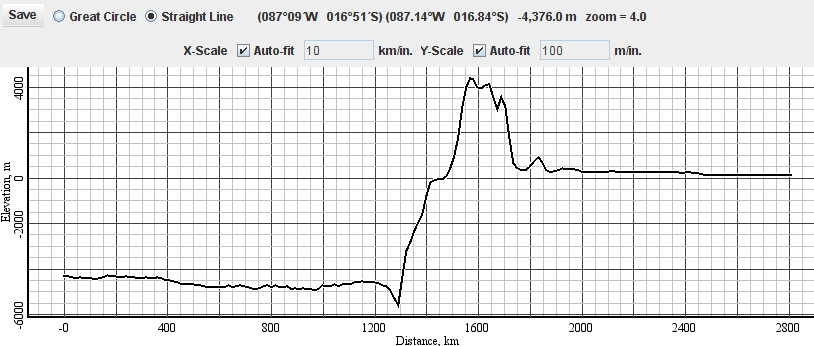 Save Great Circle Straight Line (087°09´W 016°51´S) (087.14°W 016.84°S) -4,376.0 m zoom = 4.0
X-Scale Auto-fit 10 km/in. Y-Scale Auto-fit 100 m/in.
4000
0
-2000
-6000
Elevation, m
-0 400 800 1200 1600 2000 2400 2800
Distance, km